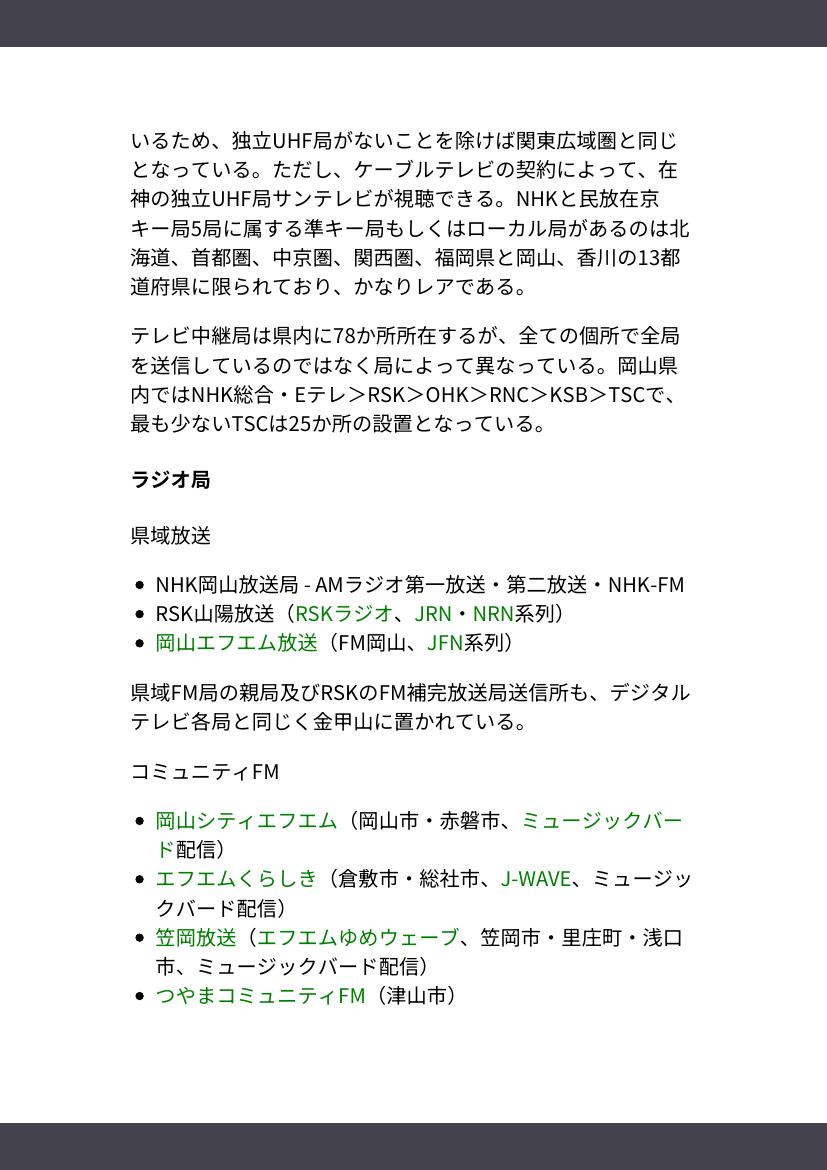 いるため、独立UHF局がないことを除けば関東広域圏と同じ
となっている。ただし、ケーブルテレビの契約によって、在
神の独立UHF局サンテレビが視聴できる。NHKと民放在京
キー局5局に属する準キー局もしくはローカル局があるのは北
海道、首都圏、中京圏、関西圏、福岡県と岡山、香川の13都
道府県に限られており、かなりレアである。
テレビ中継局は県内に78か所所在するが、全ての個所で全局
を送信しているのではなく局によって異なっている。岡山県
内ではNHK総合・Eテレ＞RSK＞OHK＞RNC＞KSB＞TSCで、
最も少ないTSCは25か所の設置となっている。
ラジオ局
県域放送
• NHK岡山放送局 - AMラジオ第一放送・第二放送・NHK-FM
• RSK山陽放送（RSKラジオ、JRN・NRN系列）
• 岡山エフエム放送（FM岡山、JFN系列）
県域FM局の親局及びRSKのFM補完放送局送信所も、デジタル
テレビ各局と同じく金甲山に置かれている。
コミュニティFM
• 岡山シティエフエム（岡山市・赤磐市、ミュージックバー
ド配信）
• エフエムくらしき（倉敷市・総社市、J-WAVE、ミュージッ
クバード配信）
• 笠岡放送（エフエムゆめウェーブ、笠岡市・里庄町・浅口
市、ミュージックバード配信）
• つやまコミュニティFM（津山市）